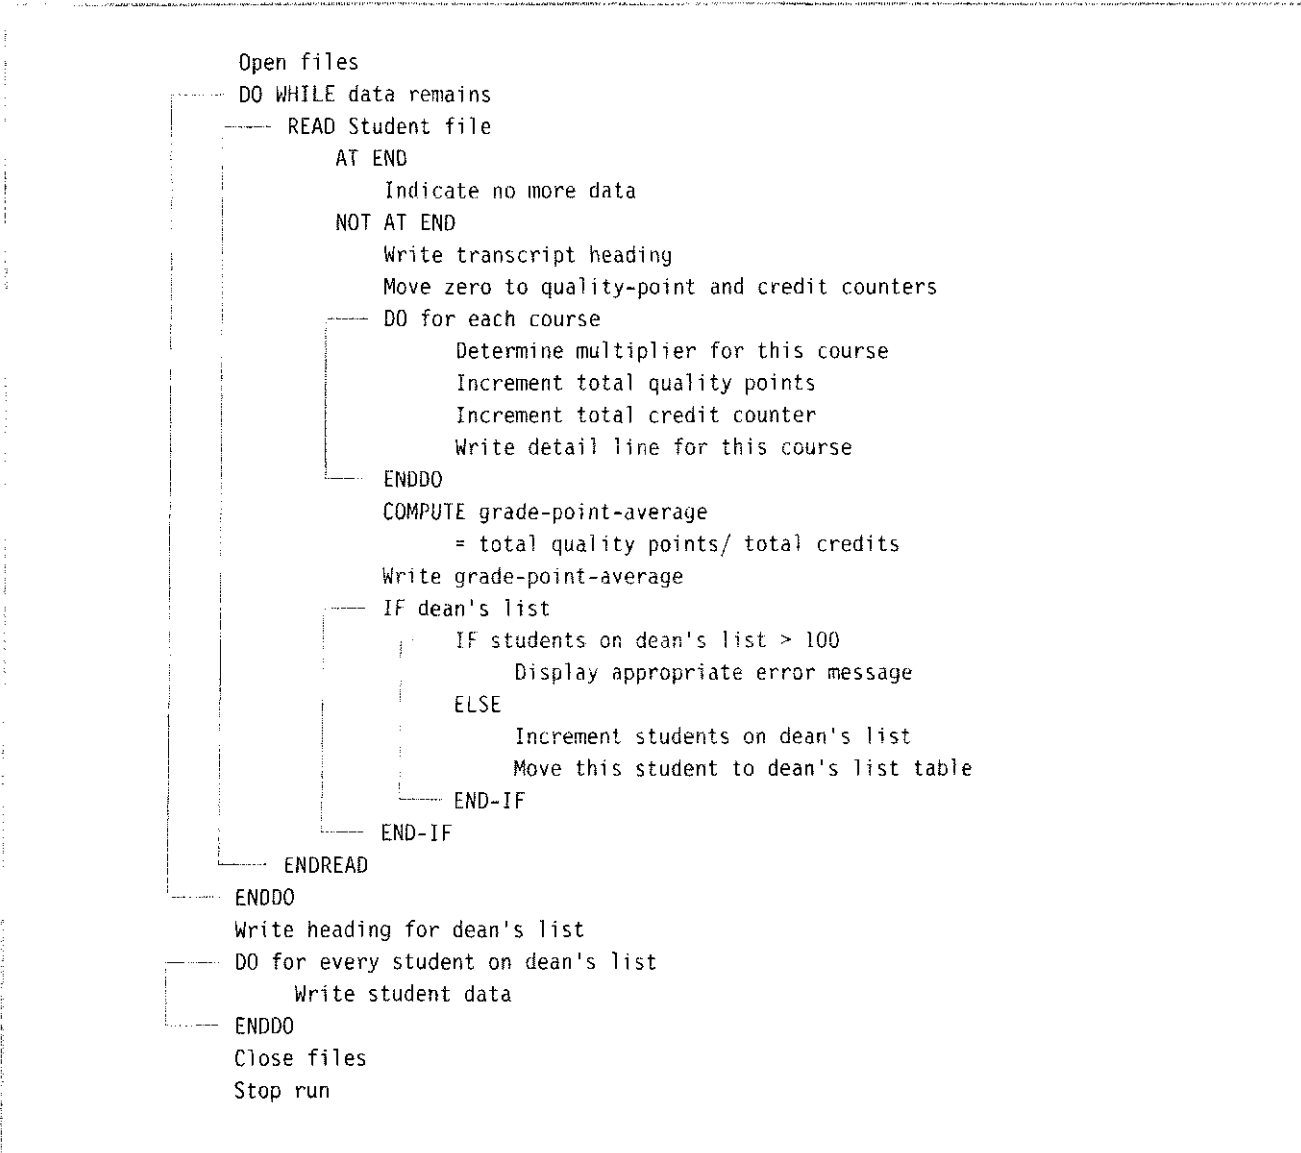 Open files
DO WHILE data remains
READ Student file
AT END
Indicate no more data
NOT AT END
Write transcript heading
Move zero to quality-point and credit counters
DO for each course
Determine multiplier for this course
Increment total quality points
Increment total credit counter
Write detail line for this course
ENDDO
COMPUTE grade-point-average
= total quality points/ total credits
Write grade-point-average
IF dean's list
IF students on dean's list > 100
Display appropriate error message
ELSE
Increment students on dean's list
Move this student to dean's list table
END-IF
END-IF
ENDREAD
ENDDO
Write heading for dean's list
DO for every student on dean's list
Write student data
ENDDO
Close files
Stop run